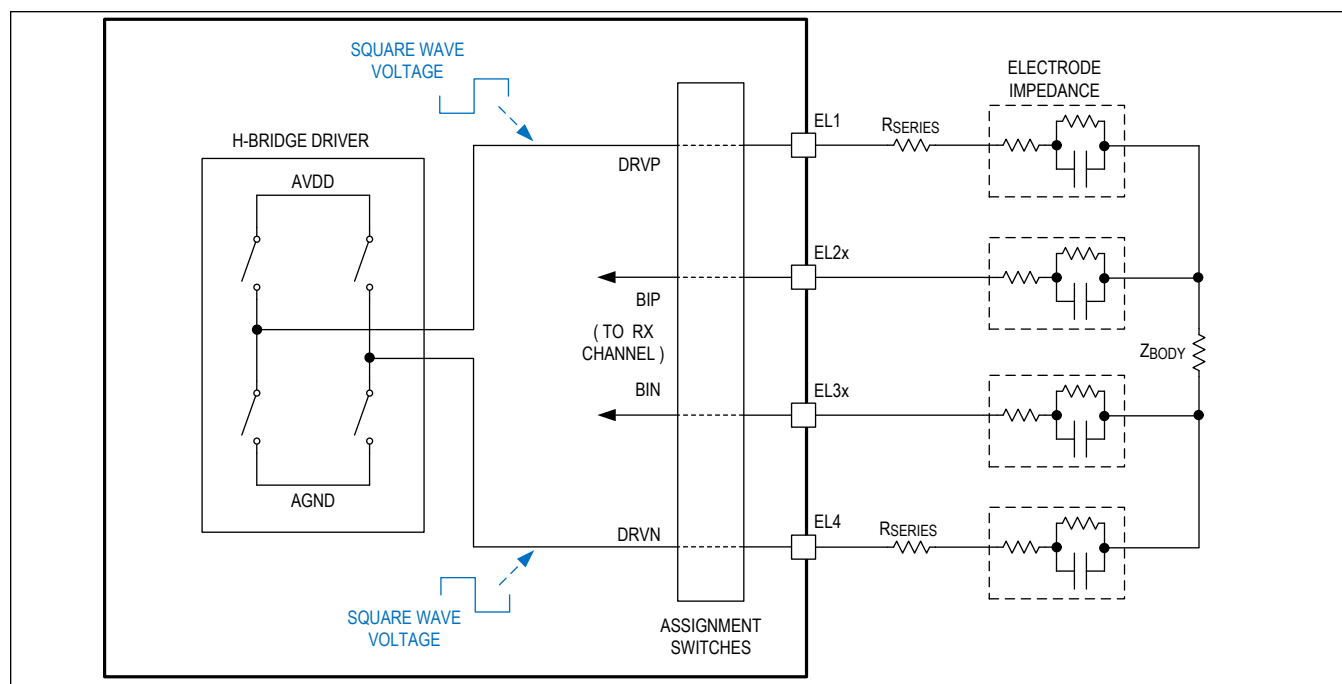 SQUARE WAVE
VOLTAGE
ELECTRODE
IMPEDANCE
H-BRIDGE DRIVER
AVDD
AGND
DRVP
EL1
RSERIES
EL2x
BIP
( TO RX
CHANNEL )
BIN
EL3x
ZBODY
DRVN
EL4
RSERIES
SQUARE WAVE
VOLTAGE
ASSIGNMENT
SWITCHES